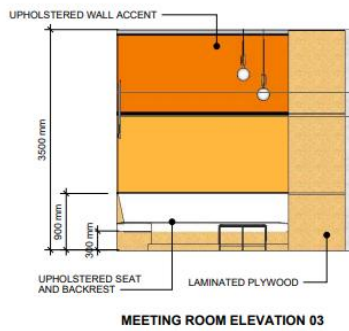 UPHOLSTERED WALL ACCENT
3500 mm
900 mm
300 mm
UPHOLSTERED SEAT
AND BACKREST
LAMINATED PLYWOOD
MEETING ROOM ELEVATION 03